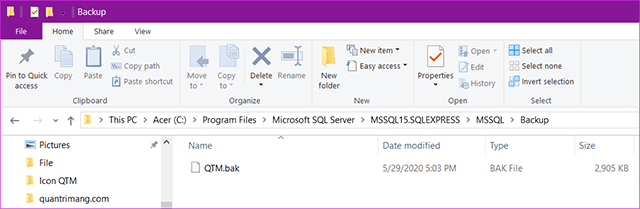 Backup
File
Home
Share
View
Pin to Quick access
Copy
Paste
Cut
Copy path
Paste shortcut
Clipboard
Move to
Copy to
Delete
Rename
Organize
New folder
New item
Easy access
New
Properties
Open
Edit
History
Open
Select all
Select none
Invert selection
Select
This PC > Acer (C:) > Program Files > Microsoft SQL Server > MSSQL15.SQLEXPRESS > MSSQL > Backup
Name Date modified Type Size
Pictures
File
Icon QTM
quantrimang.com
QTM.bak 5/29/2020 5:03 PM BAK File 2,905 KB